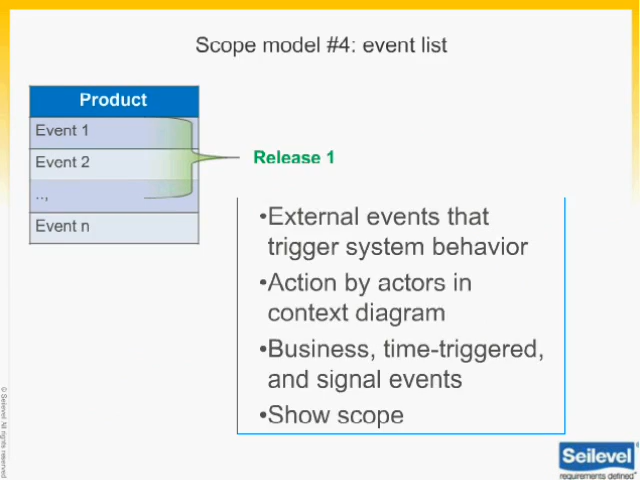 Scope model #4: event list
Product
Event 1
Event 2
..,
Event n
Release 1
•External events that
trigger system behavior
•Action by actors in
context diagram
•Business, time-triggered,
and signal events
•Show scope
© Seilevel All rights reserved
Seilevel®
requirements defined™